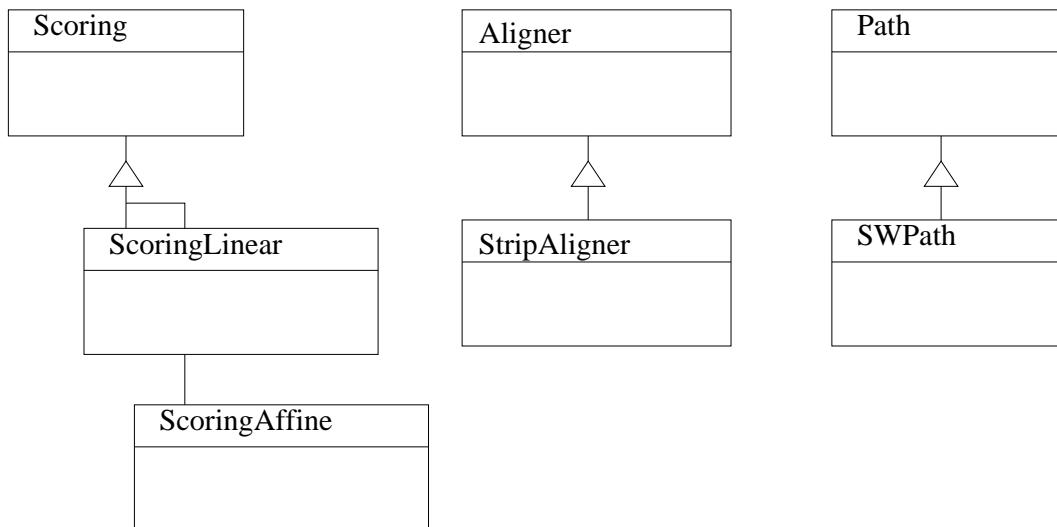 Scoring
Aligner
Path
ScoringLinear
StripAligner
SWPath
ScoringAffine